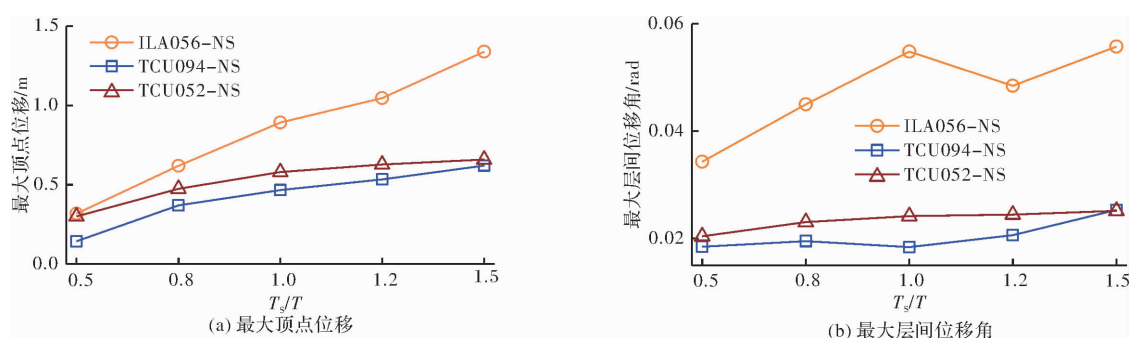 1.5
1.0
0.5
0.0
最大顶点位移/m
ILA056-NS
TCU094-NS
TCU052-NS
0.5
0.8
1.0
1.2
1.5
Ts/T
(a) 最大顶点位移
0.06
0.04
0.02
最大层间位移角/rad
ILA056-NS
TCU094-NS
TCU052-NS
0.5
0.8
1.0
1.2
1.5
Ts/T
(b) 最大层间位移角